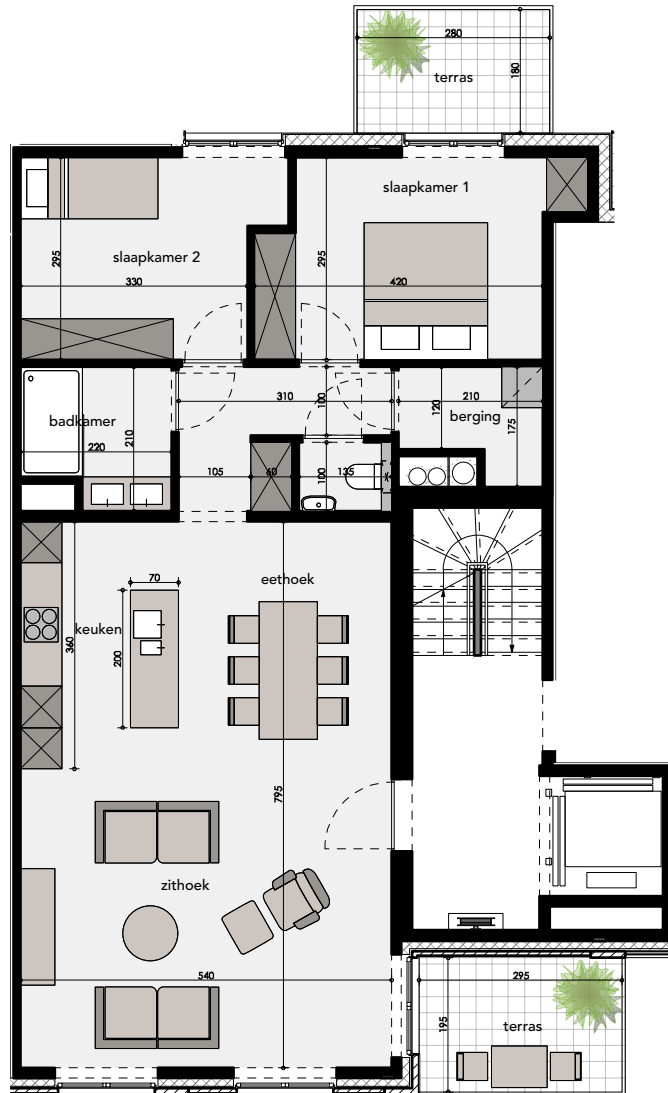 280
terras
180
slaapkamer 1
slaapkamer 2
295
295
330
420
310
100
badkamer
210
220
120
210
berging
175
105
60
100
135
70
eethoek
keuken
360
200
795
zithoek
540
295
195
terras